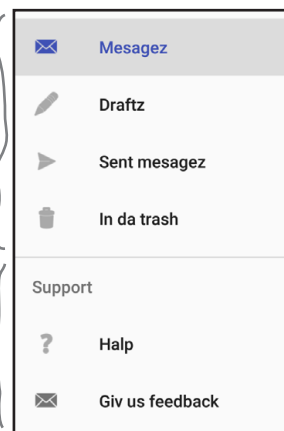 Mesagez
Draftz
Sent mesagez
In da trash
Support
Halp
Giv us feedback